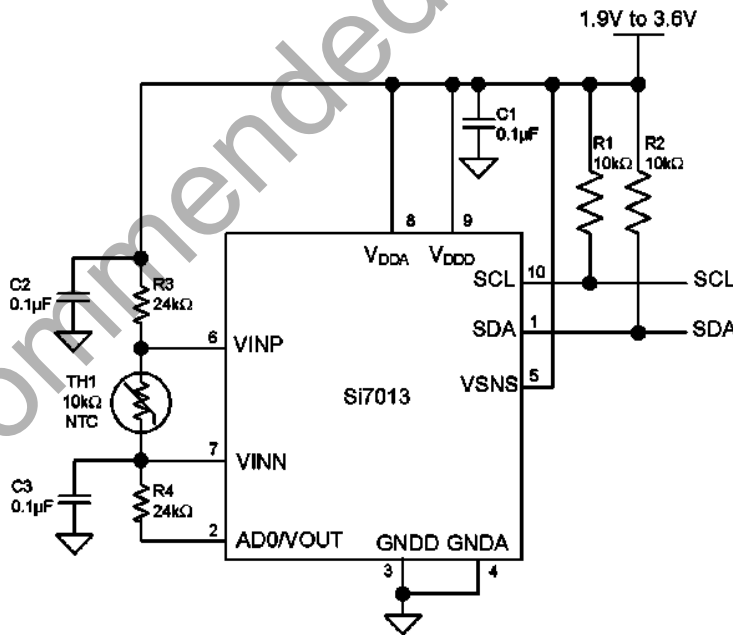 1.9V to 3.6V
C1
0.1µF
R1
10kΩ
R2
10kΩ
8
9
VDDA
VDDD
C2
0.1µF
R3
24kΩ
SCL
10
SCL
SDA
1
SDA
6
VINP
VSNS
5
TH1
10kΩ
NTC
Si7013
7
VINN
C3
0.1µF
R4
24kΩ
2
AD0/VOUT
GNDD
GNDA
3
4
ommended